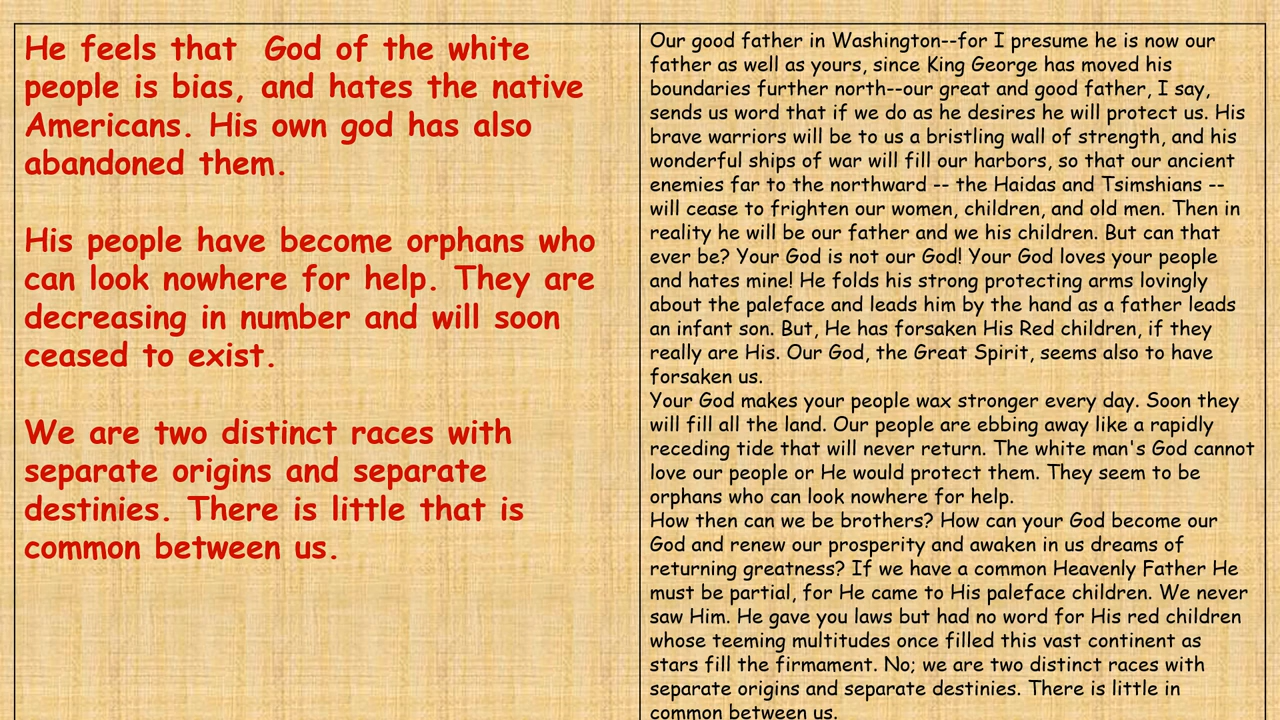 He feels that  God of the white
people is bias, and hates the native
Americans. His own god has also
abandoned them.
His people have become orphans who
can look nowhere for help. They are
decreasing in number and will soon
ceased to exist.
We are two distinct races with
separate origins and separate
destinies. There is little that is
common between us.
Our good father in Washington--for I presume he is now our
father as well as yours, since King George has moved his
boundaries further north--our great and good father, I say,
sends us word that if we do as he desires he will protect us. His
brave warriors will be to us a bristling wall of strength, and his
wonderful ships of war will fill our harbors, so that our ancient
enemies far to the northward -- the Haidas and Tsimshians --
will cease to frighten our women, children, and old men. Then in
reality he will be our father and we his children. But can that
ever be? Your God is not our God! Your God loves your people
and hates mine! He folds his strong protecting arms lovingly
about the paleface and leads him by the hand as a father leads
an infant son. But, He has forsaken His Red children, if they
really are His. Our God, the Great Spirit, seems also to have
forsaken us.
Your God makes your people wax stronger every day. Soon they
will fill all the land. Our people are ebbing away like a rapidly
receding tide that will never return. The white man's God cannot
love our people or He would protect them. They seem to be
orphans who can look nowhere for help.
How then can we be brothers? How can your God become our
God and renew our prosperity and awaken in us dreams of
returning greatness? If we have a common Heavenly Father He
must be partial, for He came to His paleface children. We never
saw Him. He gave you laws but had no word for His red children
whose teeming multitudes once filled this vast continent as
stars fill the firmament. No; we are two distinct races with
separate origins and separate destinies. There is little in
common between us.